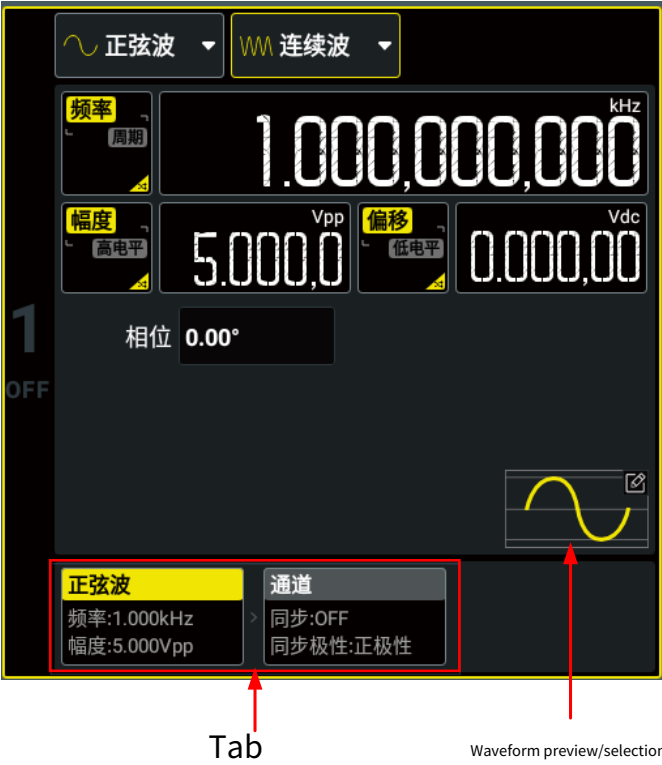 正弦波 连续波
频率 周期 1.000,000,000 kHz
幅度 高电平 5.000,0 Vpp 偏移 低电平 0.000,00 Vdc
1
OFF
相位 0.00°
正弦波 通道
频率:1.000kHz > 同步:OFF
幅度:5.000Vpp 同步极性:正极性
Tab Waveform preview/selection